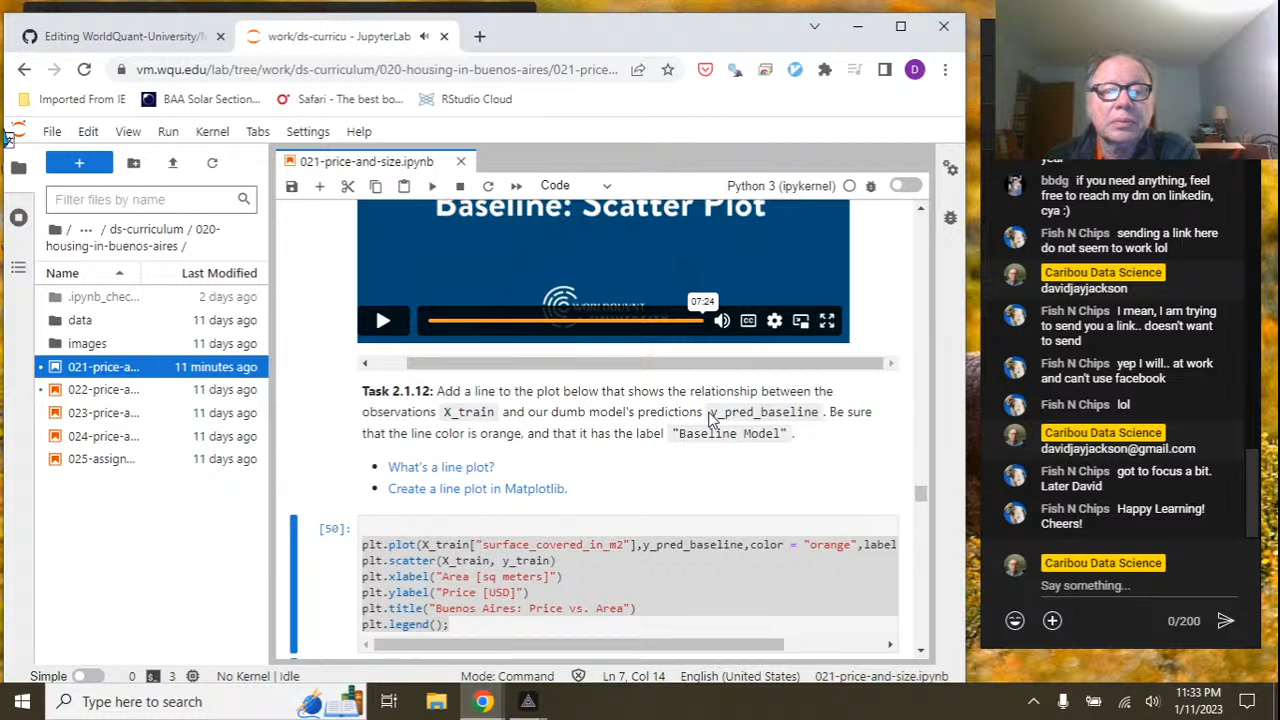 Editing WorldQuant-University/
work/ds-curricu - JupyterLab
vm.wqu.edu/lab/tree/work/ds-curriculum/020-housing-in-buenos-aires/021-price...
D
Imported From IE
BAA Solar Section...
Safari - The best bo...
RStudio Cloud
File Edit View Run Kernel Tabs Settings Help
021-price-and-size.ipynb
Code
Python 3 (ipykernel)
Filter files by name
/ ... / ds-curriculum / 020-
housing-in-buenos-aires /
Name Last Modified
.ipynb_chec... 2 days ago
data 2 days ago
images 11 days ago
021-price-a... 11 minutes ago
022-price-a... 11 days ago
023-price-a... 11 days ago
024-price-a... 11 days ago
025-assign... 11 days ago
Baseline: Scatter Plot
07:24
CC
Task 2.1.12: Add a line to the plot below that shows the relationship between the
observations X_train and our dumb model's predictions y_pred_baseline. Be sure
that the line color is orange, and that it has the label "Baseline Model".
What's a line plot?
Create a line plot in Matplotlib.
[50]:
plt.plot(X_train["surface_covered_in_m2"],y_pred_baseline,color = "orange",label
plt.scatter(X_train, y_train)
plt.xlabel("Area [sq meters]")
plt.ylabel("Price [USD]")
plt.title("Buenos Aires: Price vs. Area")
plt.legend();
Simple 0 3 No Kernel | Idle
Mode: Command
Ln 7, Col 14
English (United States)
021-price-and-size.ipynb
Type here to search
11:33 PM
1/11/2023
year
bbdg if you need anything, feel
free to reach my dm on linkedin,
cya :)
Fish N Chips sending a link here
do not seem to work lol
Caribou Data Science
davidjayjackson
Fish N Chips I mean, I am trying
to send you a link.. doesn't want
to send
Fish N Chips yep I will.. at work
and can't use facebook
Fish N Chips lol
Caribou Data Science
davidjayjackson@gmail.com
Fish N Chips got to focus a bit.
Later David
Fish N Chips Happy Learning!
Cheers!
Caribou Data Science
Say something...
0/200